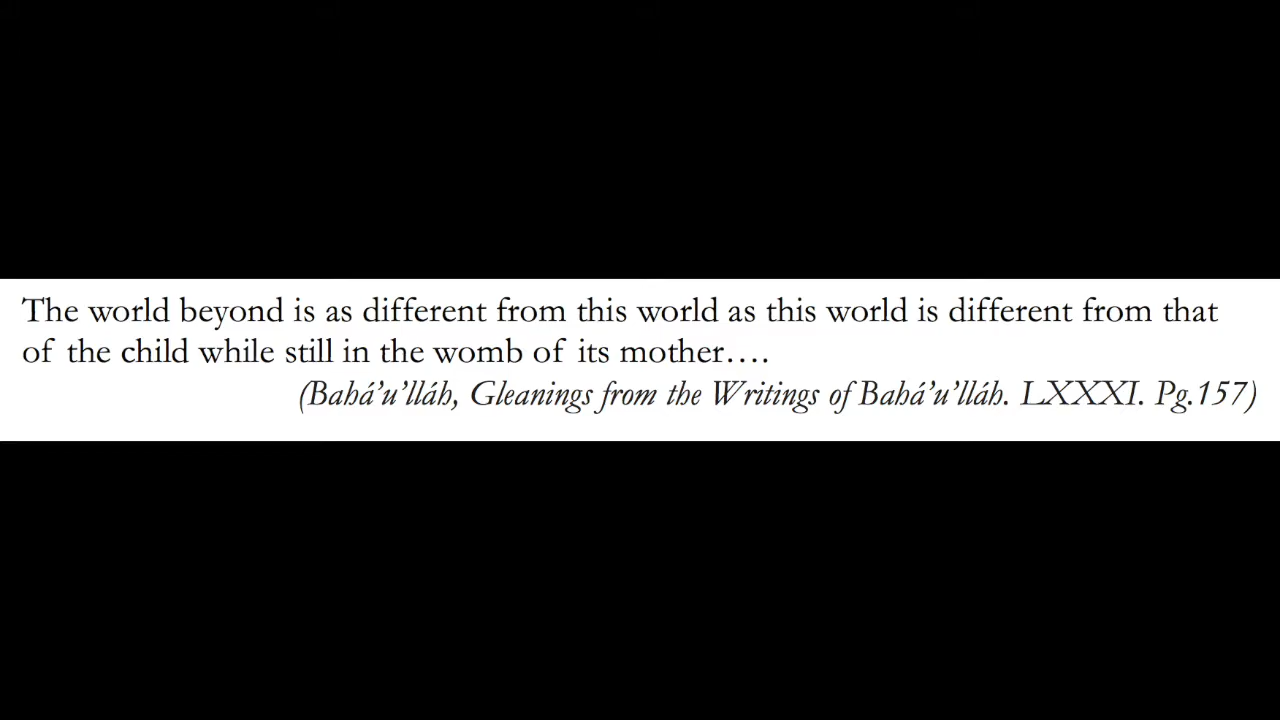 The world beyond is as different from this world as this world is different from that
of the child while still in the womb of its mother….
(Bahá’u’lláh, Gleanings from the Writings of Bahá’u’lláh. LXXXI. Pg.157)